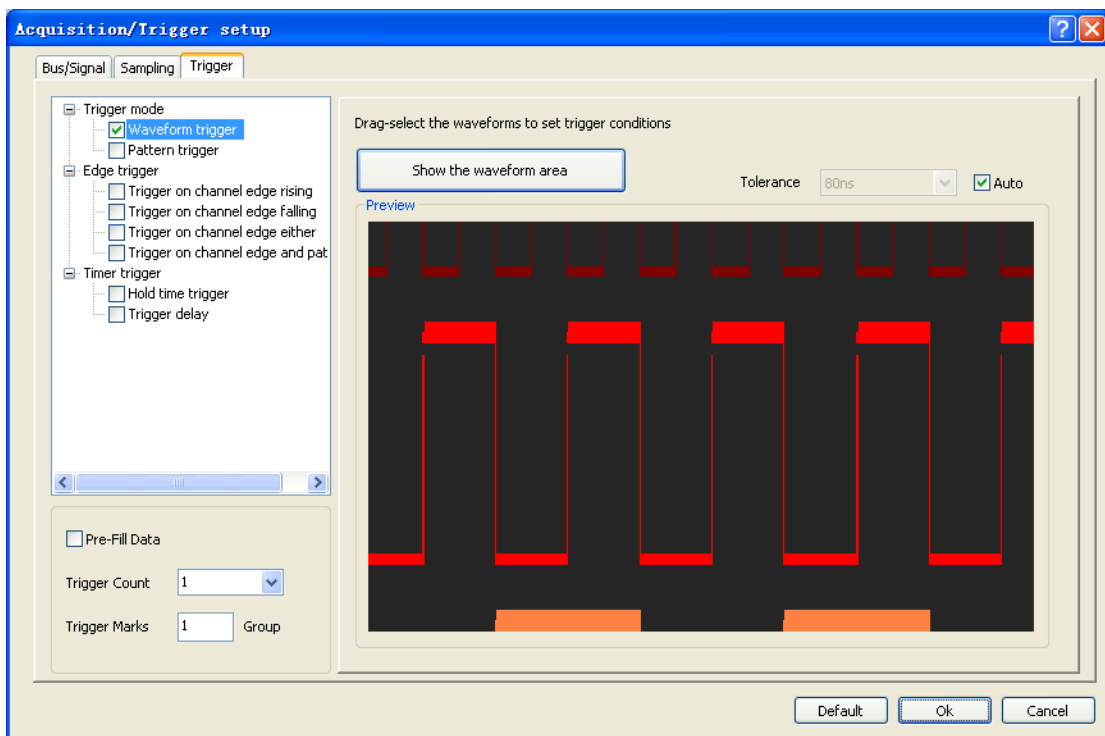 Acquisition/Trigger setup
Bus/Signal Sampling Trigger
Trigger mode
Waveform trigger
Pattern trigger
Edge trigger
Trigger on channel edge rising
Trigger on channel edge falling
Trigger on channel edge either
Trigger on channel edge and pat
Timer trigger
Hold time trigger
Trigger delay
Pre-Fill Data
Trigger Count 1
Trigger Marks 1 Group
Drag-select the waveforms to set trigger conditions
Show the waveform area
Tolerance 80ns Auto
Preview
Default Ok Cancel